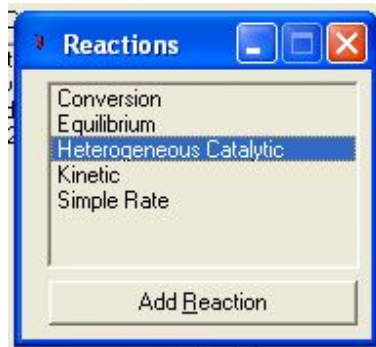 Reactions
Conversion
Equilibrium
Heterogeneous Catalytic
Kinetic
Simple Rate
Add Reaction